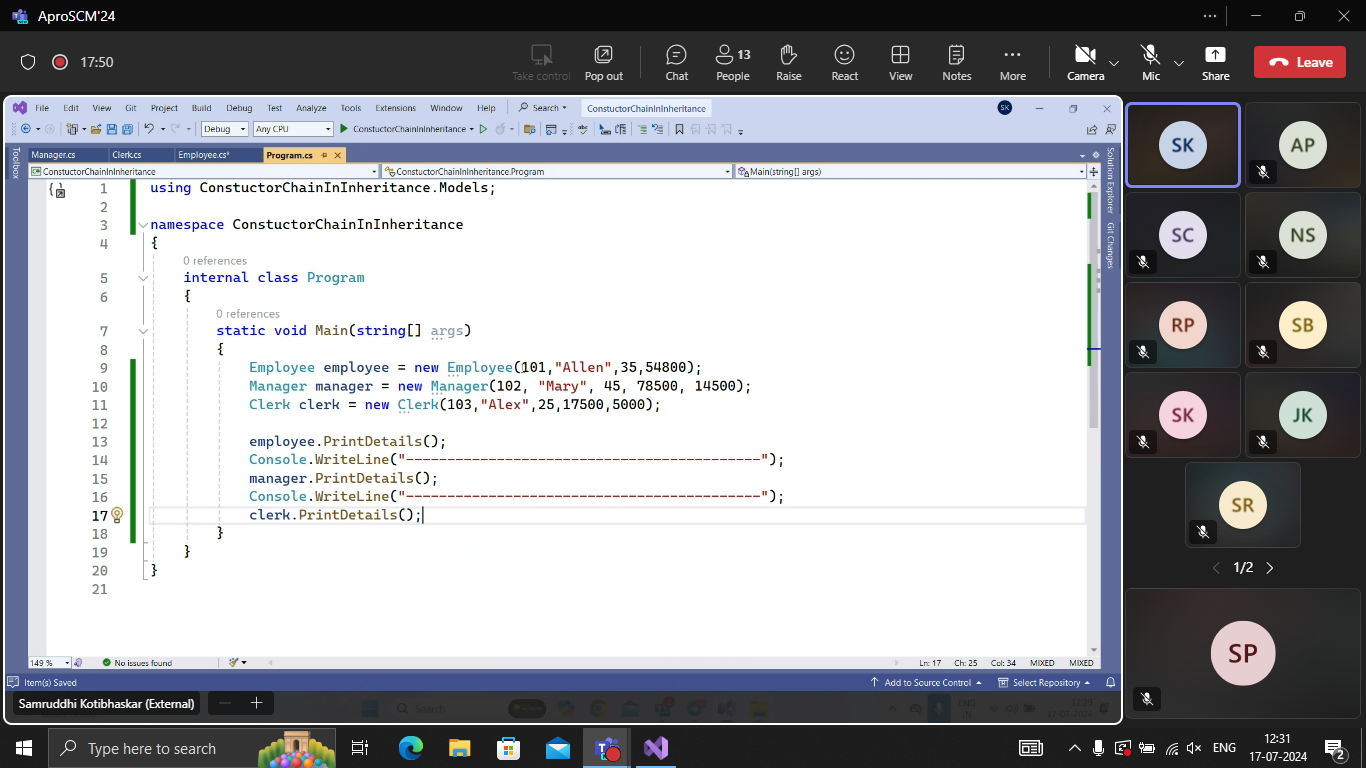 AproSCM'24
17:50
Take control
Pop out
Chat
People 13
Raise
React
View
Notes
More
Camera
Mic
Share
Leave
File Edit View Git Project Build Debug Test Analyze Tools Extensions Window Help Search ConstuctorChainInInheritance SK
Debug Any CPU ConstuctorChainInInheritance
Toolbox
Manager.cs Clerk.cs Employee.cs* Program.cs
ConstuctorChainInInheritance ConstuctorChainInInheritance.Program Main(string[] args)
Solution Explorer Git Changes
1 using ConstuctorChainInInheritance.Models;
2
3 namespace ConstuctorChainInInheritance
4 {
0 references
5 internal class Program
6 {
0 references
7 static void Main(string[] args)
8 {
9 Employee employee = new Employee(101,"Allen",35,54800);
10 Manager manager = new Manager(102, "Mary", 45, 78500, 14500);
11 Clerk clerk = new Clerk(103,"Alex",25,17500,5000);
12
13 employee.PrintDetails();
14 Console.WriteLine("-------------------------------------------");
15 manager.PrintDetails();
16 Console.WriteLine("-------------------------------------------");
17 clerk.PrintDetails();
18 }
19 }
20 }
21
149 % No issues found Ln: 17 Ch: 25 Col: 34 MIXED MIXED
Item(s) Saved Add to Source Control Select Repository
Samruddhi Kotibhaskar (External)
Search
ENG
IN
12:29
17-07-2024
SK AP
SC NS
RP SB
SK JK
SR
1/2
SP
Type here to search
ENG
12:31
17-07-2024
2